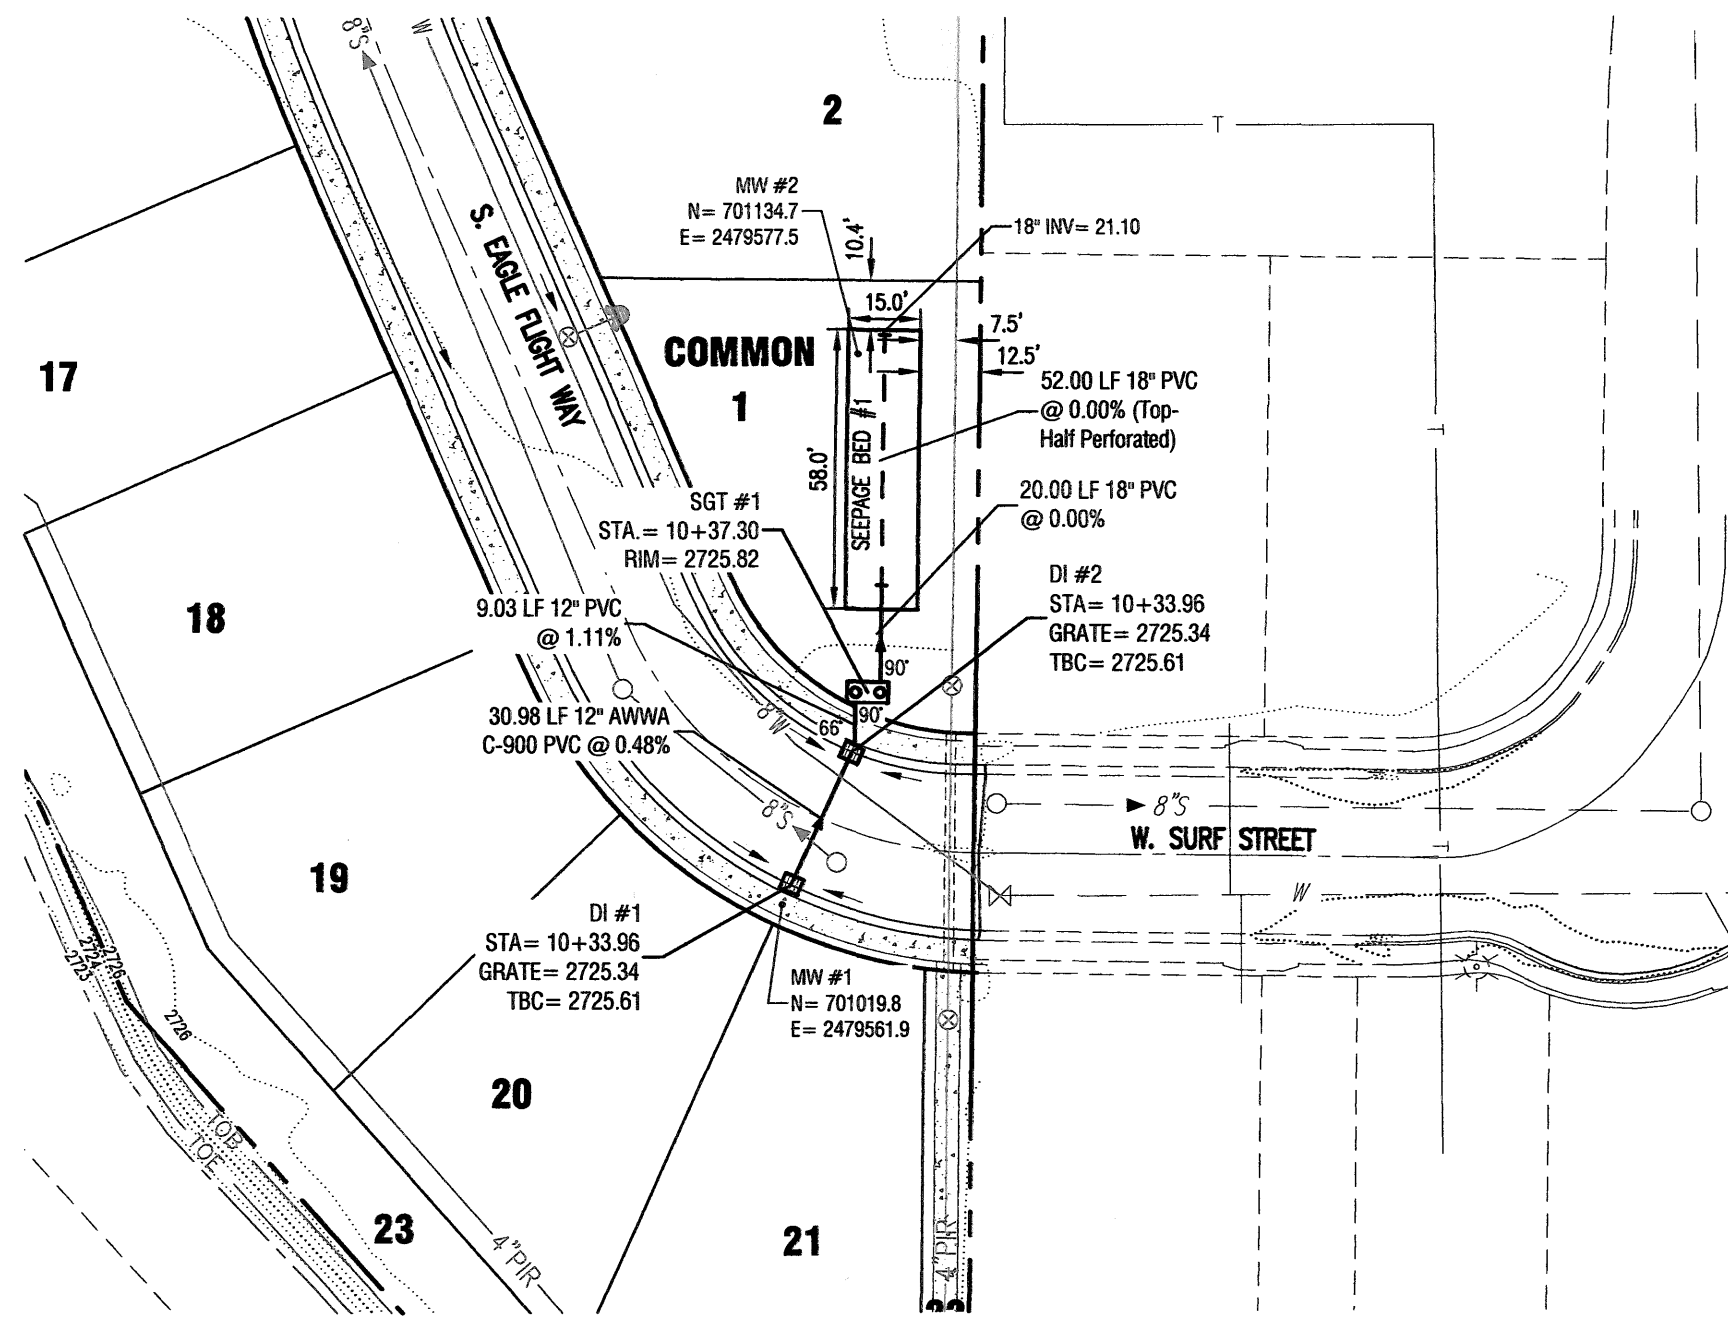 8"S
W
2
T
MW #2
N= 701134.7
E= 2479577.5
10.4'
18" INV= 21.10
S. EAGLE FLIGHT WAY
15.0'
7.5'
12.5'
COMMON
1
17
52.00 LF 18" PVC
@ 0.00% (Top-
Half Perforated)
T
58.0'
SEEPAGE BED #1
SGT #1
STA.= 10+37.30
RIM= 2725.82
20.00 LF 18" PVC
@ 0.00%
DI #2
STA= 10+33.96
GRATE= 2725.34
TBC= 2725.61
18
9.03 LF 12" PVC
@ 1.11%
90°
30.98 LF 12" AWWA
C-900 PVC @ 0.48%
8"W
66°
90°
8"S
8"S
W. SURF STREET
T
19
W
DI #1
STA= 10+33.96
GRATE= 2725.34
TBC= 2725.61
MW #1
N= 701019.8
E= 2479561.9
2726
2724
2723
2726
20
TOB
TOE
23
4"PIR
21
4"PIR